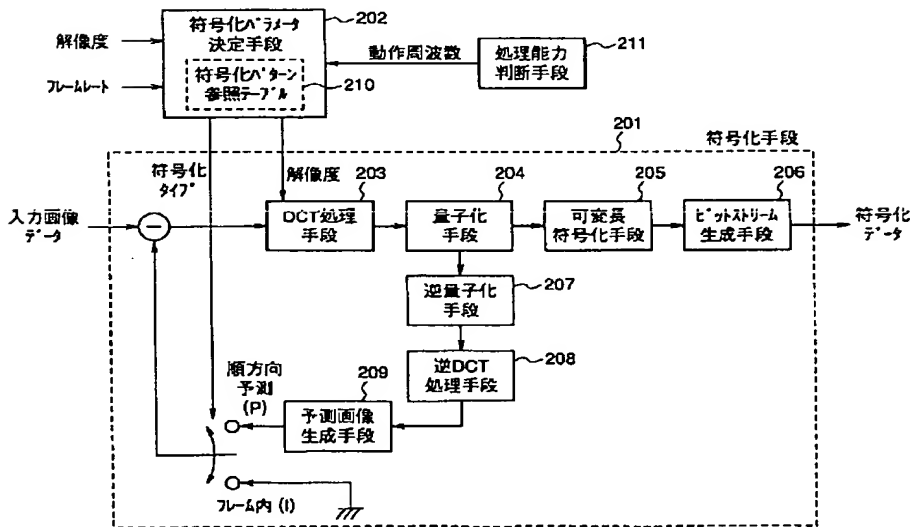 符号化パラメータ
決定手段
202
解像度
フレームレート
符号化パターン
参照テーブル
210
動作周波数
処理能力
判断手段
211
201
符号化手段
符号化
タイプ
解像度
203
204
205
206
入力画像
データ
DCT処理
手段
量子化
手段
可変長
符号化手段
ビットストリーム
生成手段
符号化
データ
逆量子化
手段
207
逆DCT
処理手段
208
順方向
予測
(P)
209
予測画像
生成手段
フレーム内 (I)